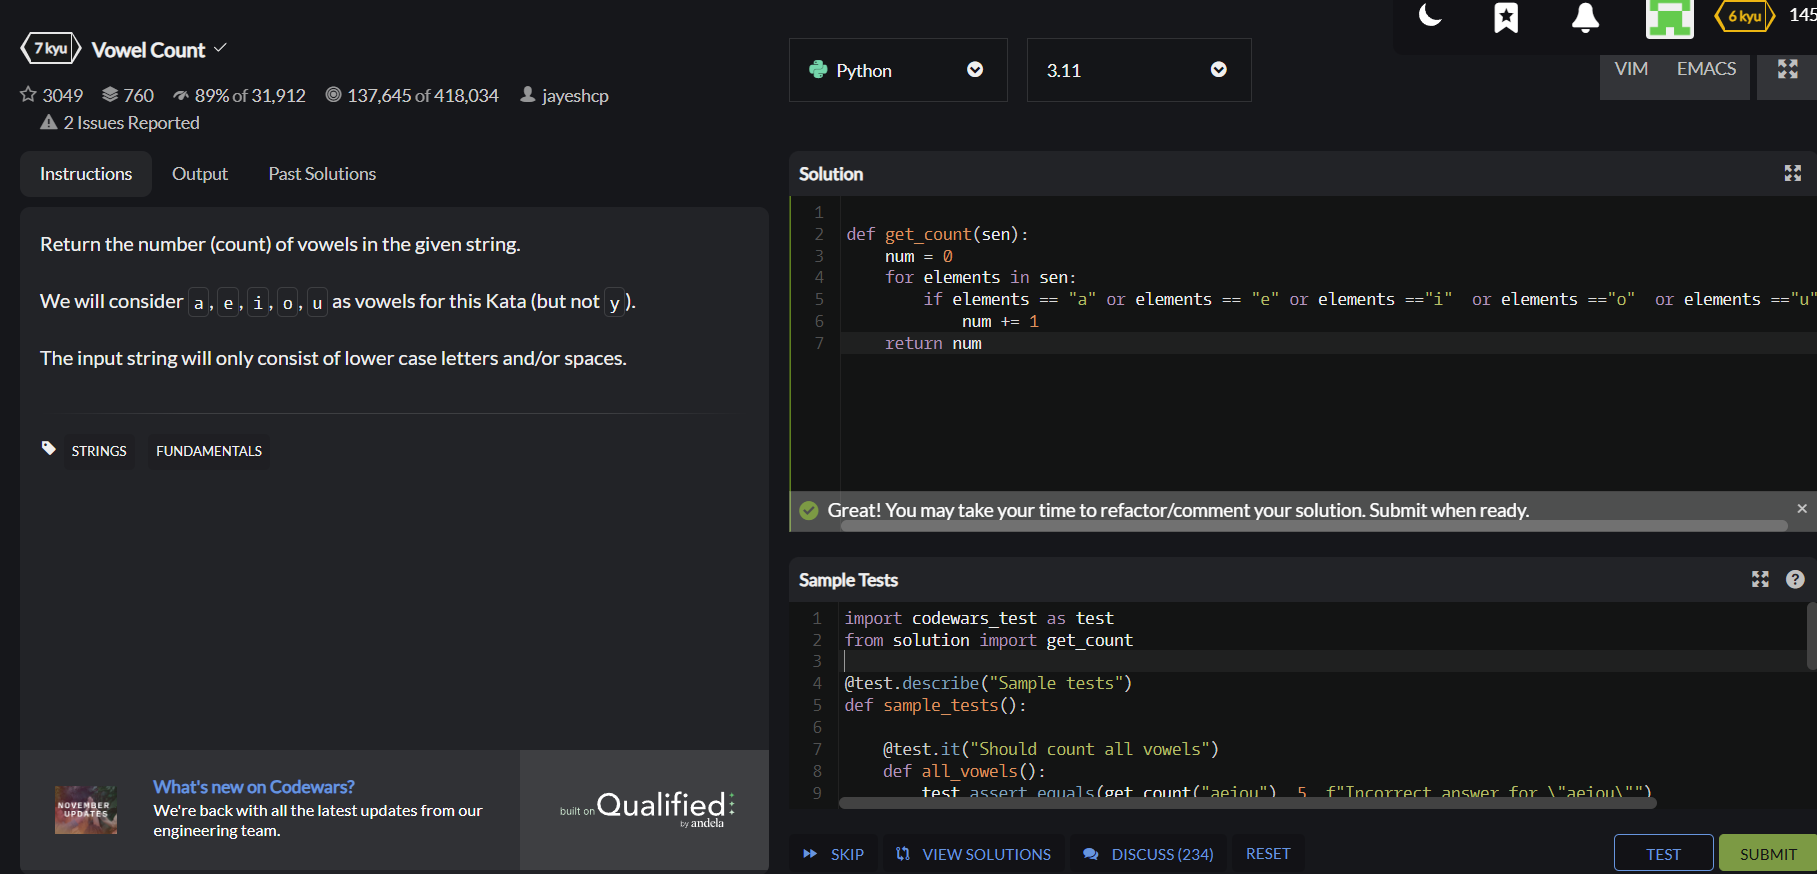 7 kyu Vowel Count
3049 760 89% of 31,912 137,645 of 418,034 jayeshcp
2 Issues Reported
Instructions Output Past Solutions
Return the number (count) of vowels in the given string.
We will consider a, e, i, o, u as vowels for this Kata (but not y).
The input string will only consist of lower case letters and/or spaces.
STRINGS FUNDAMENTALS
NOVEMBER
UPDATES
What's new on Codewars?
We're back with all the latest updates from our
engineering team.
built on Qualified
by andela
6 kyu 145
Python 3.11
VIM EMACS
Solution
1
2 def get_count(sen):
3     num = 0
4     for elements in sen:
5         if elements == "a" or elements == "e" or elements =="i"  or elements =="o"  or elements =="u"
6             num += 1
7     return num
Great! You may take your time to refactor/comment your solution. Submit when ready.
Sample Tests
1 import codewars_test as test
2 from solution import get_count
3
4 @test.describe("Sample tests")
5 def sample_tests():
6
7     @test.it("Should count all vowels")
8     def all_vowels():
9         test.assert_equals(get_count("aeiou"), 5, f"Incorrect answer for \"aeiou\"")
SKIP VIEW SOLUTIONS DISCUSS (234) RESET TEST SUBMIT